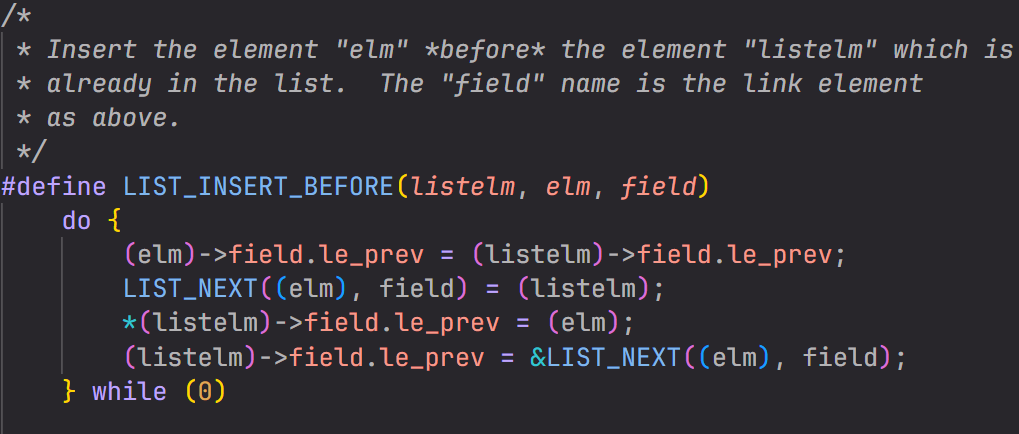 /*
 * Insert the element "elm" *before* the element "listelm" which is
 * already in the list.  The "field" name is the link element
 * as above.
 */
#define LIST_INSERT_BEFORE(listelm, elm, field)
    do {
        (elm)->field.le_prev = (listelm)->field.le_prev;
        LIST_NEXT((elm), field) = (listelm);
        *(listelm)->field.le_prev = (elm);
        (listelm)->field.le_prev = &LIST_NEXT((elm), field);
    } while (0)